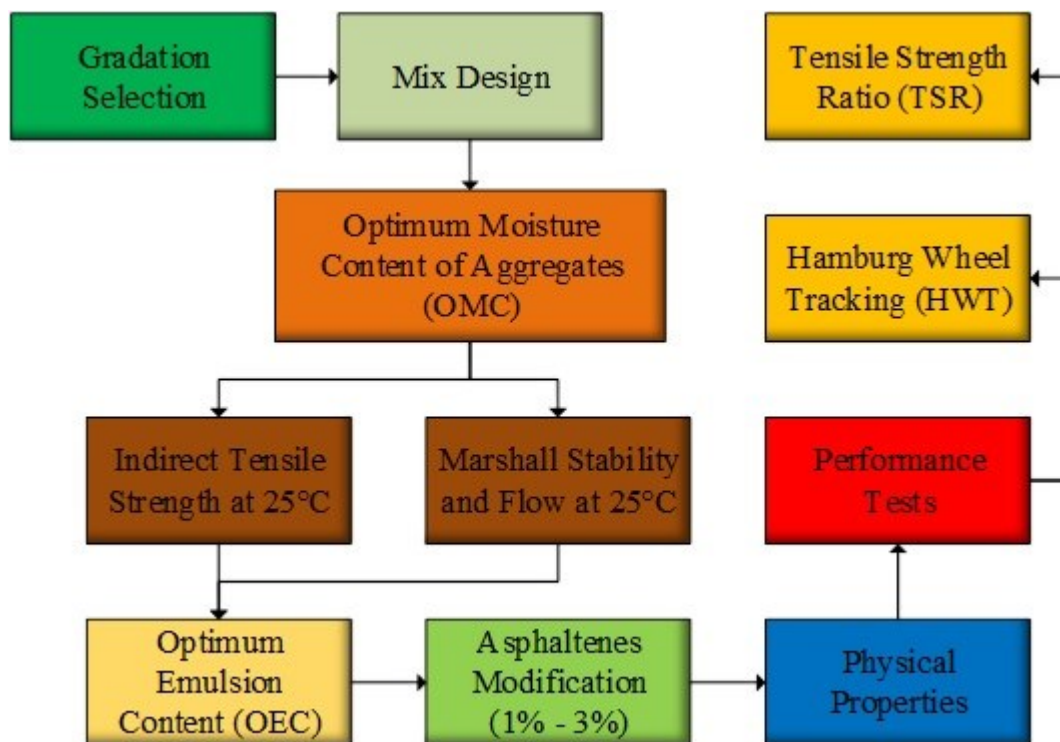 Gradation
Selection
Mix Design
Tensile Strength
Ratio (TSR)
Optimum Moisture
Content of Aggregates
(OMC)
Hamburg Wheel
Tracking (HWT)
Indirect Tensile
Strength at 25°C
Marshall Stability
and Flow at 25°C
Performance
Tests
Optimum
Emulsion
Content (OEC)
Asphaltenes
Modification
(1% - 3%)
Physical
Properties